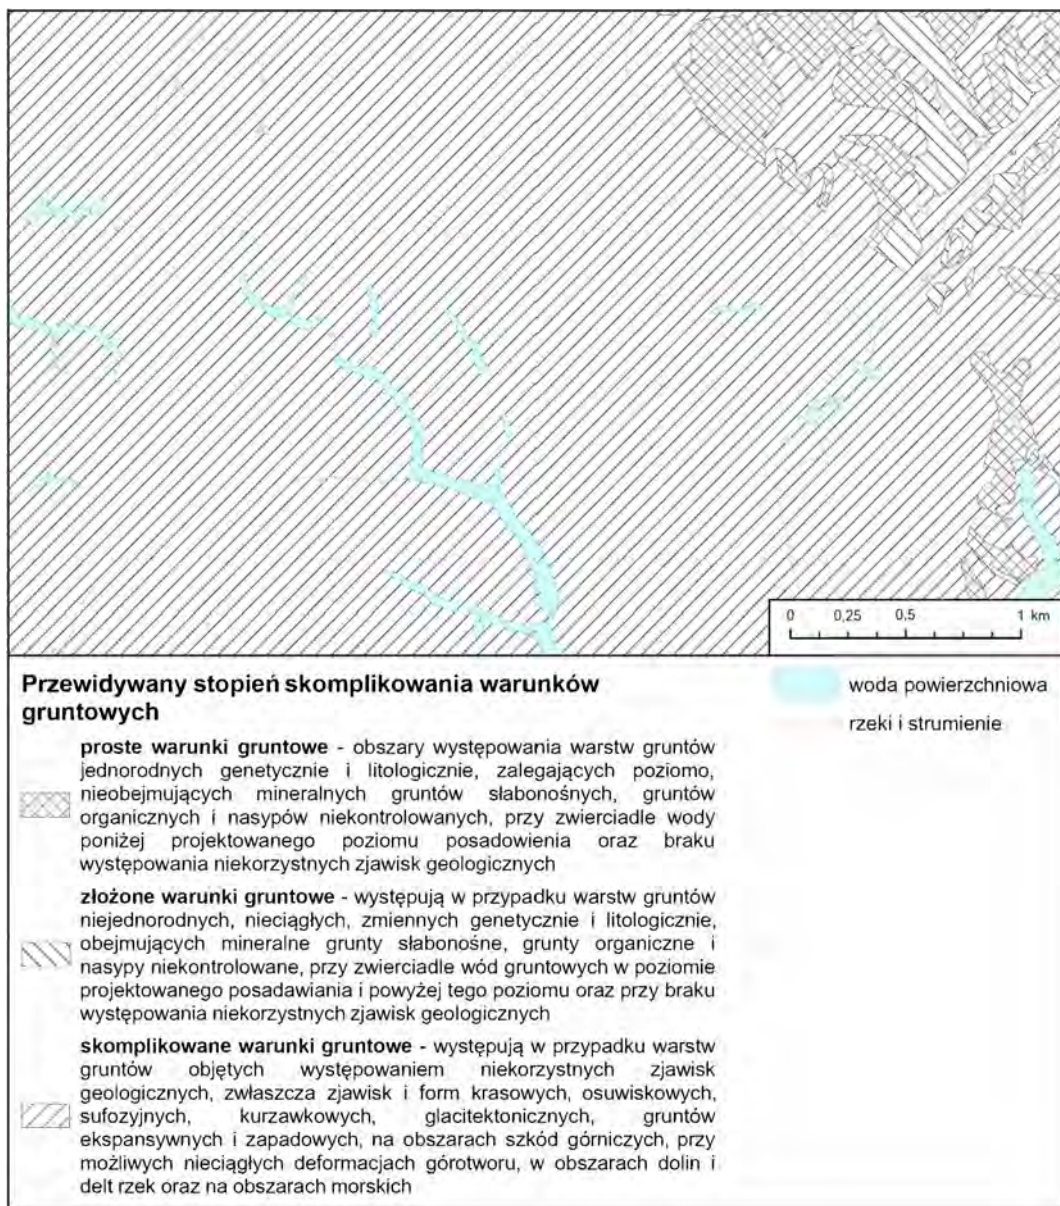 0 0,25 0,5 1 km
Przewidywany stopień skomplikowania warunków
gruntowych
proste warunki gruntowe - obszary występowania warstw gruntów
jednorodnych genetycznie i litologicznie, zalegających poziomo,
nieobejmujących mineralnych gruntów słabonośnych, gruntów
organicznych i nasypów niekontrolowanych, przy zwierciadle wody
poniżej projektowanego poziomu posadowienia oraz braku
występowania niekorzystnych zjawisk geologicznych
złożone warunki gruntowe - występują w przypadku warstw gruntów
niejednorodnych, nieciągłych, zmiennych genetycznie i litologicznie,
obejmujących mineralne grunty słabonośne, grunty organiczne i
nasypy niekontrolowane, przy zwierciadle wód gruntowych w poziomie
projektowanego posadawiania i powyżej tego poziomu oraz przy braku
występowania niekorzystnych zjawisk geologicznych
skomplikowane warunki gruntowe - występują w przypadku warstw
gruntów objętych występowaniem niekorzystnych zjawisk
geologicznych, zwłaszcza zjawisk i form krasowych, osuwiskowych,
sufozyjnych, kurzawkowych, glacitektonicznych, gruntów
ekspansywnych i zapadowych, na obszarach szkód górniczych, przy
możliwych nieciągłych deformacjach górotworu, w obszarach dolin i
delt rzek oraz na obszarach morskich
woda powierzchniowa
rzeki i strumienie